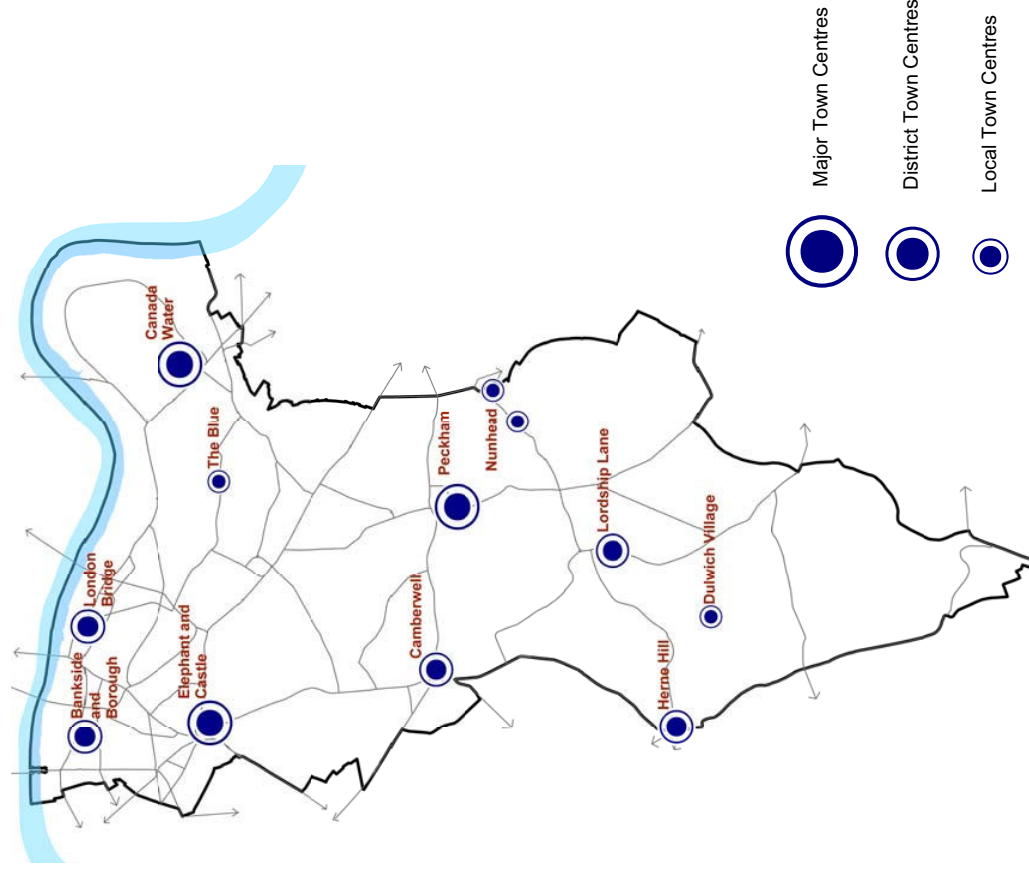 Canada
Water
The Blue
London
Bridge
Bankside
and
Borough
Elephant and
Castle
Peckham
Nunhead
Camberwell
Lordship Lane
Dulwich Village
Herne Hill
Major Town Centres
District Town Centres
Local Town Centres